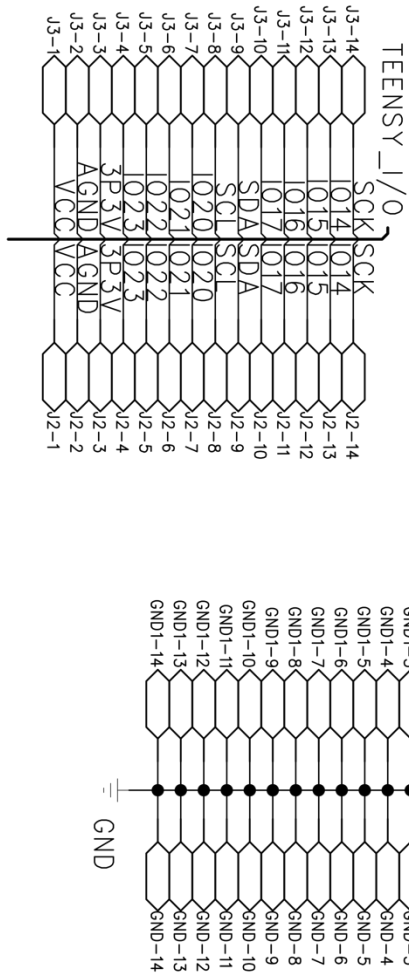 TEENSY_I/O
J3-14 SCK SCK J2-14
J3-13 IO14 IO14 J2-13
J3-12 IO15 IO15 J2-12
J3-11 IO16 IO16 J2-11
J3-10 IO17 IO17 J2-10
J3-9 SDA SDA J2-9
J3-8 SCL SCL J2-8
J3-7 IO20 IO20 J2-7
J3-6 IO21 IO21 J2-6
J3-5 IO22 IO22 J2-5
J3-4 IO23 IO23 J2-4
J3-3 3P3V 3P3V J2-3
J3-2 AGND AGND J2-2
J3-1 VCC VCC J2-1
GND1-4 GND-4
GND1-5 GND-5
GND1-6 GND-6
GND1-7 GND-7
GND1-8 GND-8
GND1-9 GND-9
GND1-10 GND-10
GND1-11 GND-11
GND1-12 GND-12
GND1-13 GND-13
GND1-14 GND-14
GND